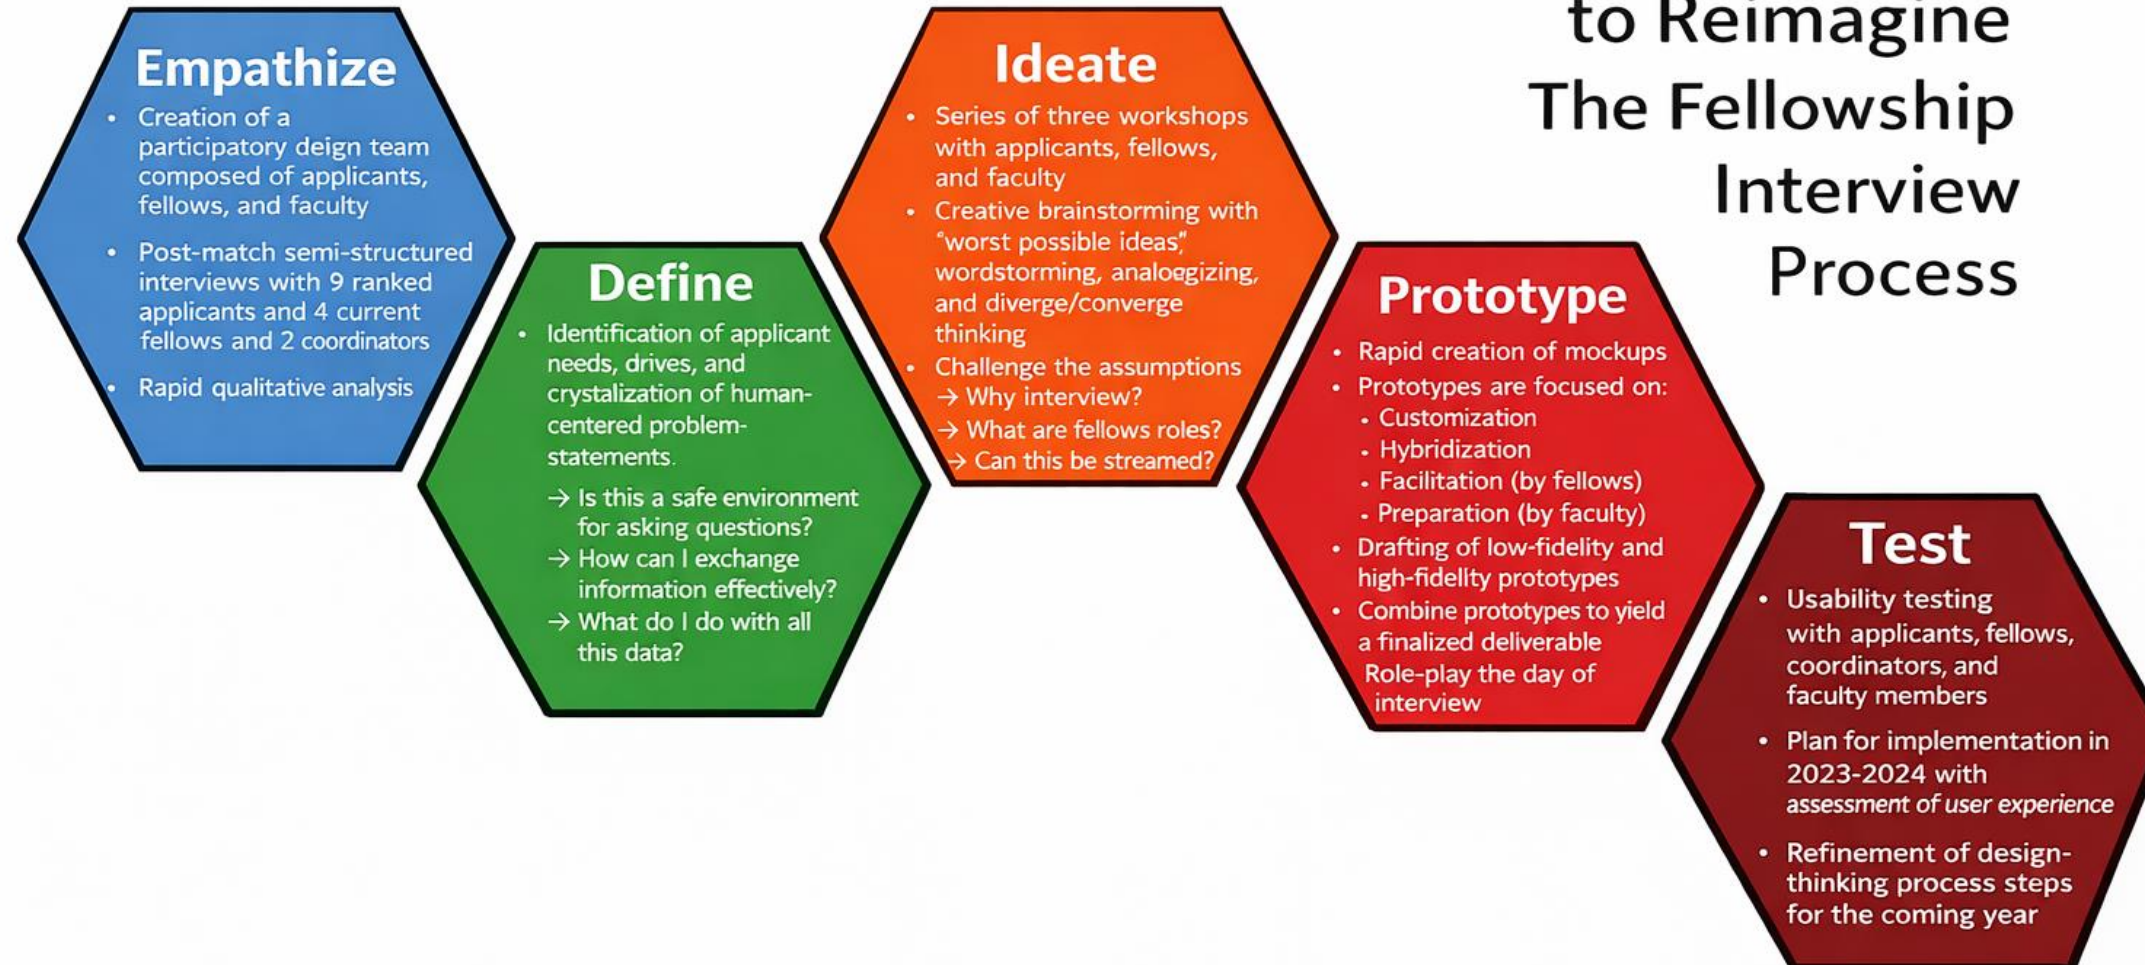 to Reimagine
The Fellowship
Interview
Process
Empathize
• Creation of a
participatory deign team
composed of applicants,
fellows, and faculty
• Post-match semi-structured
interviews with 9 ranked
applicants and 4 current
fellows and 2 coordinators
• Rapid qualitative analysis
Define
• Identification of applicant
needs, drives, and
crystalization of human-
centered problem-
statements.
→ Is this a safe environment
for asking questions?
→ How can I exchange
information effectively?
→ What do I do with all
this data?
Ideate
• Series of three workshops
with applicants, fellows,
and faculty
• Creative brainstorming with
“worst possible ideas,”
wordstorming, analoagizing,
and diverge/converge
thinking
• Challenge the assumptions
→ Why interview?
→ What are fellows roles?
→ Can this be streamed?
Prototype
• Rapid creation of mockups
• Prototypes are focused on:
• Customization
• Hybridization
• Facilitation (by fellows)
• Preparation (by faculty)
• Drafting of low-fidelity and
high-fidelity prototypes
• Combine prototypes to yield
a finalized deliverable
Role-play the day of
interview
Test
• Usability testing
with applicants, fellows,
coordinators, and
faculty members
• Plan for implementation in
2023-2024 with
assessment of user experience
• Refinement of design-
thinking process steps
for the coming year